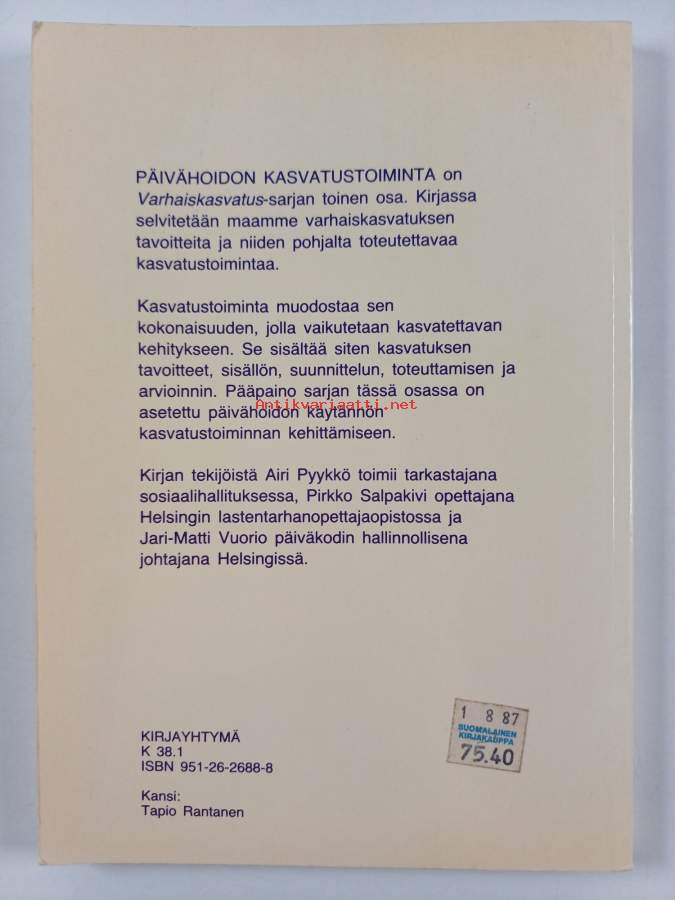 PÄIVÄHOIDON KASVATUSTOIMINTA on
Varhaiskasvatus-sarjan toinen osa. Kirjassa
selvitetään maamme varhaiskasvatuksen
tavoitteita ja niiden pohjalta toteutettavaa
kasvatustoimintaa.
Kasvatustoiminta muodostaa sen
kokonaisuuden, jolla vaikutetaan kasvatettavan
kehitykseen. Se sisältää siten kasvatuksen
tavoitteet, sisällön, suunnittelun, toteuttamisen ja
arvioinnin. Pääpaino sarjan tässä osassa on
Antikvariaatti.net
asetettu päivähoidon käytännön
kasvatustoiminnan kehittämiseen.
Kirjan tekijöistä Airi Pyykkö toimii tarkastajana
sosiaalihallituksessa, Pirkko Salpakivi opettajana
Helsingin lastentarhanopettajaopistossa ja
Jari-Matti Vuorio päiväkodin hallinnollisena
johtajana Helsingissä.
1 8 87
SUOMALAINEN
KIRJAKAUPPA
75.40
KIRJAYHTYMÄ
K 38.1
ISBN 951-26-2688-8
Kansi:
Tapio Rantanen